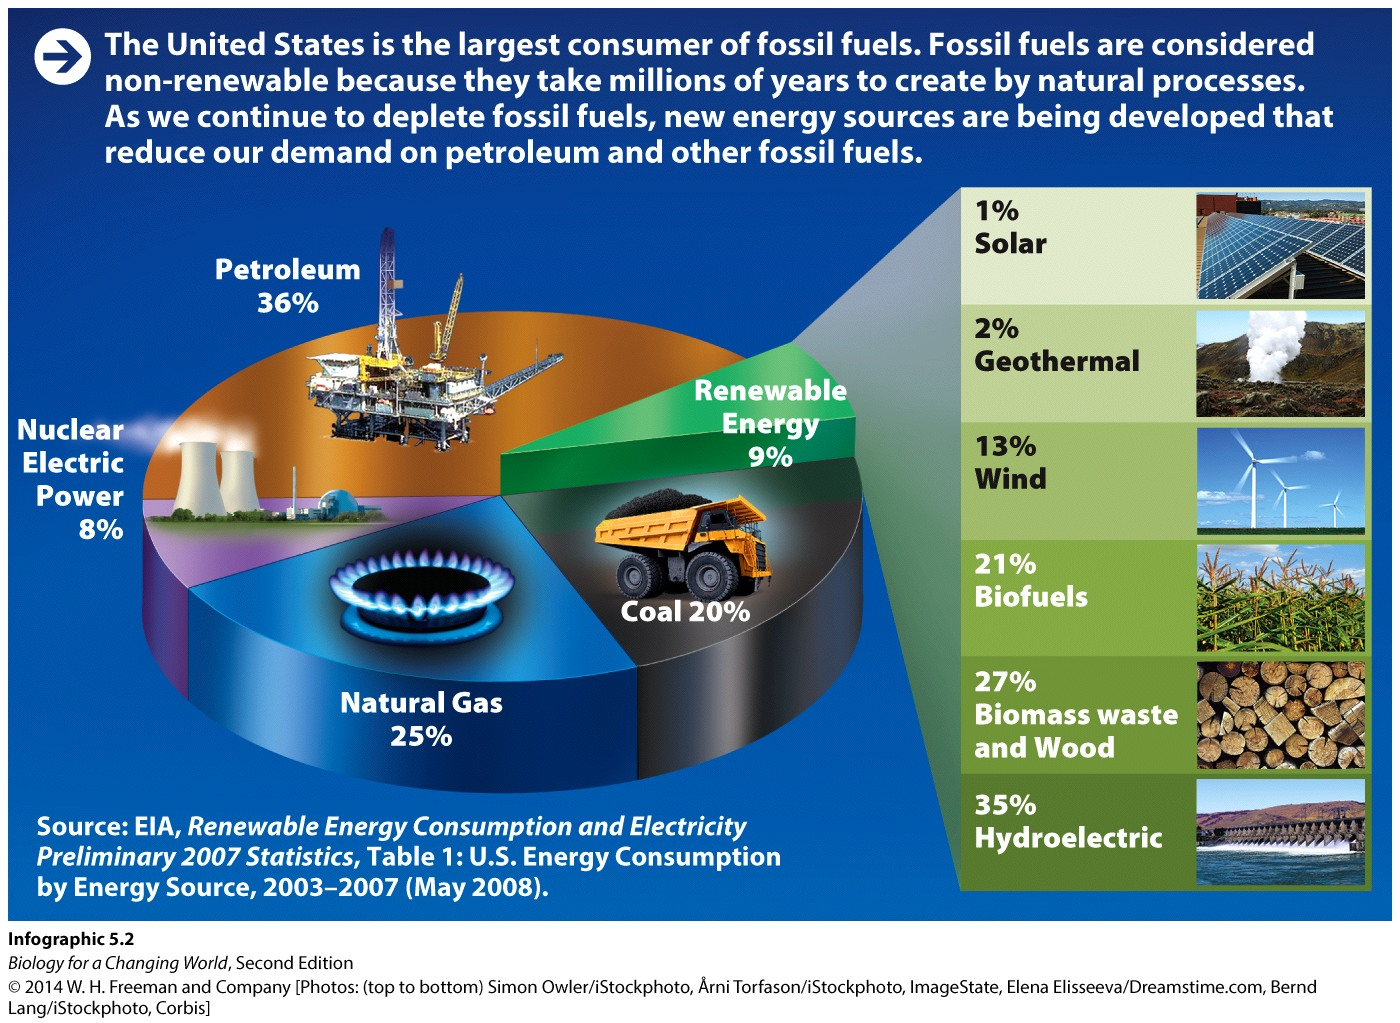 The United States is the largest consumer of fossil fuels. Fossil fuels are considered
non-renewable because they take millions of years to create by natural processes.
As we continue to deplete fossil fuels, new energy sources are being developed that
reduce our demand on petroleum and other fossil fuels.
Petroleum
36%
Nuclear
Electric
Power
8%
Renewable
Energy
9%
Coal 20%
Natural Gas
25%
1%
Solar
2%
Geothermal
13%
Wind
21%
Biofuels
27%
Biomass waste
and Wood
35%
Hydroelectric
Source: EIA, Renewable Energy Consumption and Electricity
Preliminary 2007 Statistics, Table 1: U.S. Energy Consumption
by Energy Source, 2003–2007 (May 2008).
Infographic 5.2
Biology for a Changing World, Second Edition
© 2014 W. H. Freeman and Company [Photos: (top to bottom) Simon Owler/iStockphoto, Årni Torfason/iStockphoto, ImageState, Elena Elisseeva/Dreamstime.com, Bernd
Lang/iStockphoto, Corbis]